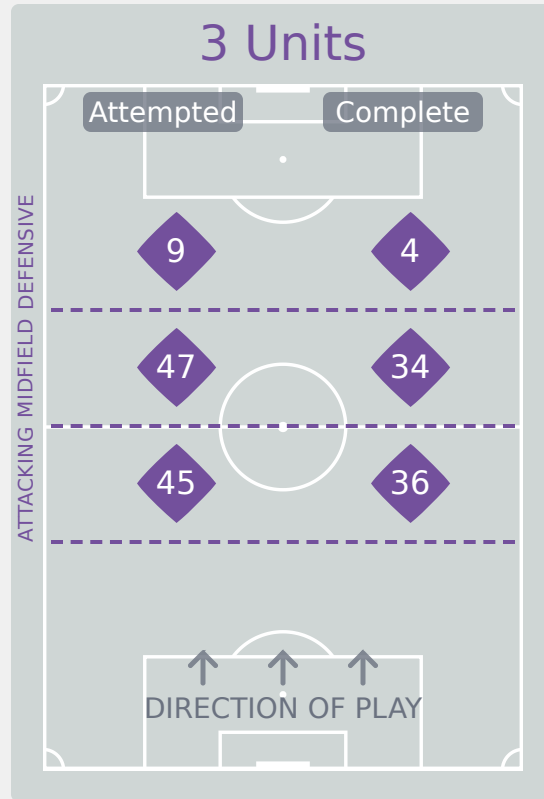 3 Units
Attempted
Complete
9
4
47
34
45
36
ATTACKING MIDFIELD DEFENSIVE
DIRECTION OF PLAY